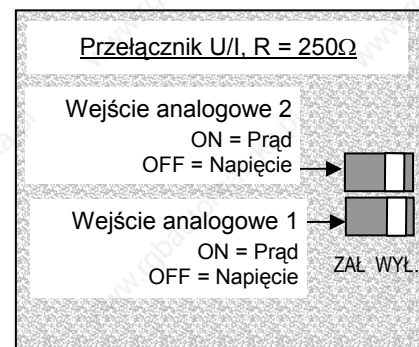 Przełącznik U/I, R = 250Ω
Wejście analogowe 2
ON = Prąd
OFF = Napięcie
Wejście analogowe 1
ON = Prąd
OFF = Napięcie
ZAŁ WYŁ.